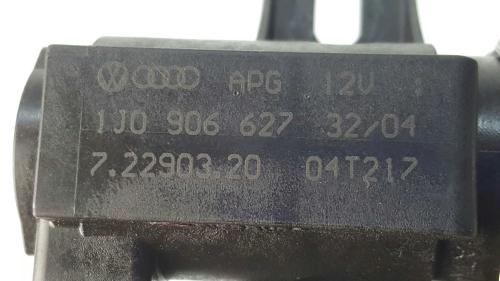 APG 12V :
1J0 906 627 32/04
7.22903.20 04T217